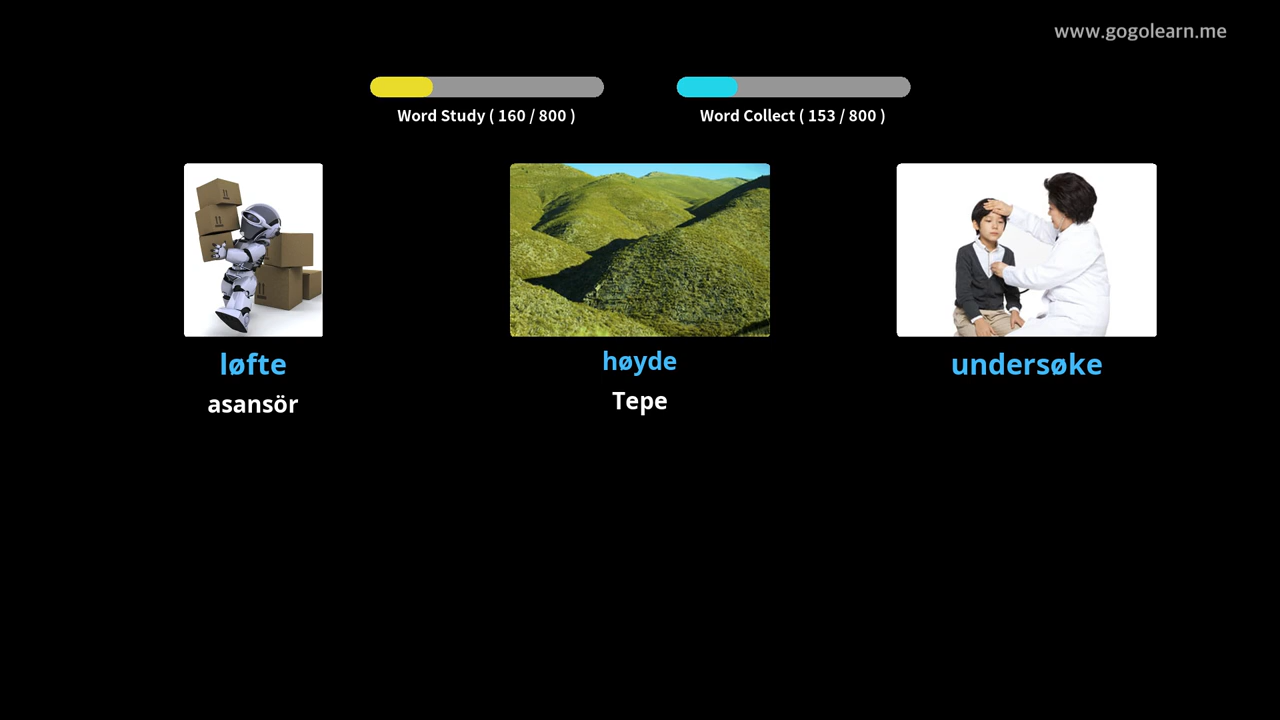 www.gogolearn.me
Word Study ( 160 / 800 )
Word Collect ( 153 / 800 )
løfte
asansör
høyde
Tepe
undersøke